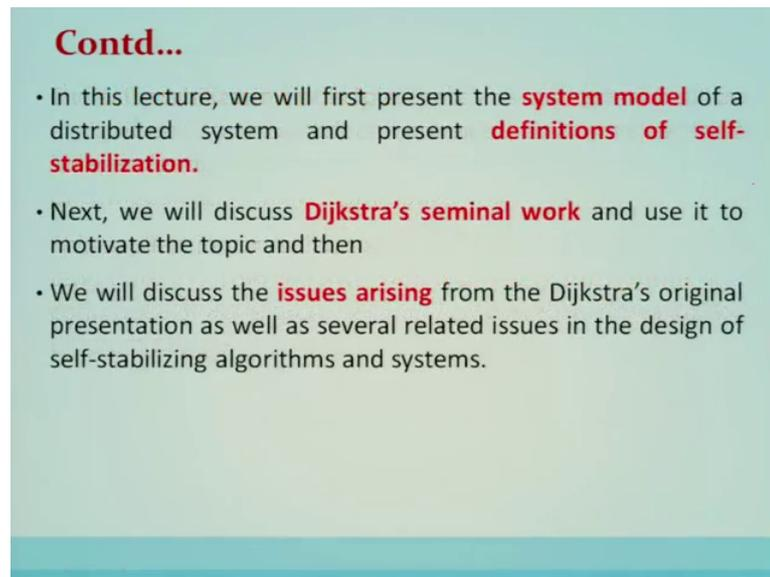 Contd...
• In this lecture, we will first present the system model of a
distributed system and present definitions of self-
stabilization.
• Next, we will discuss Dijkstra's seminal work and use it to
motivate the topic and then
• We will discuss the issues arising from the Dijkstra's original
presentation as well as several related issues in the design of
self-stabilizing algorithms and systems.